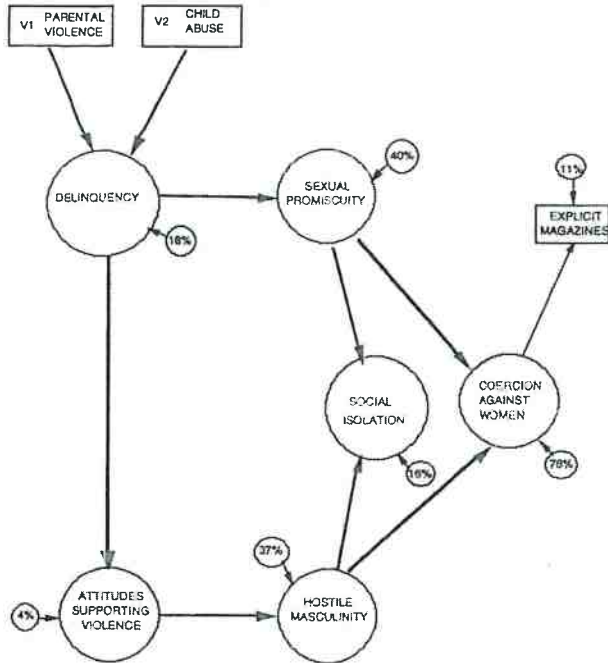 V1 PARENTAL
VIOLENCE
V2 CHILD
ABUSE
DELINQUENCY
16%
SEXUAL
PROMISCUITY
40%
11%
EXPLICIT
MAGAZINES
SOCIAL
ISOLATION
16%
COERCION
AGAINST
WOMEN
78%
ATTITUDES
SUPPORTING
VIOLENCE
4%
37%
HOSTILE
MASCULINITY